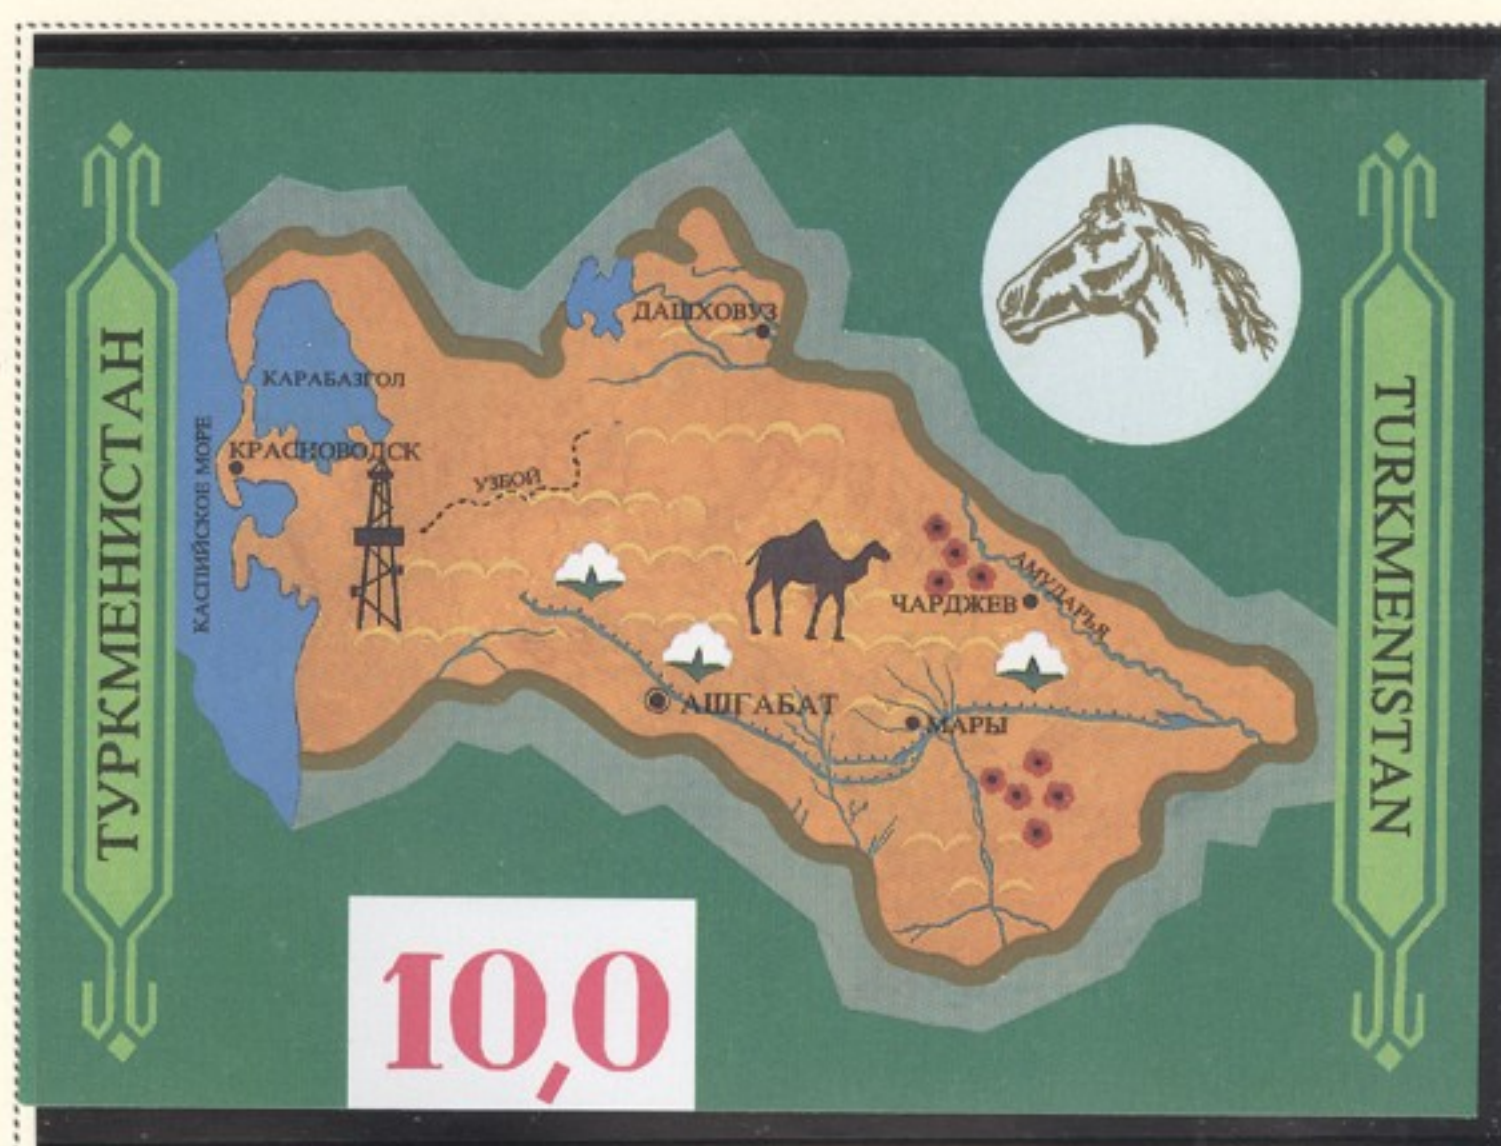 ТУРКМЕНИСТАН
TURKMENISTAN
ДАШХОВУЗ
КАРАБАЗГОЛ
КАСПИЙСКОЕ МОРЕ
КРАСНОВОДСК
УЗБОЙ
АМУДАРЬЯ
ЧАРДЖЕВ
АШГАБАТ
МАРЫ
10,0